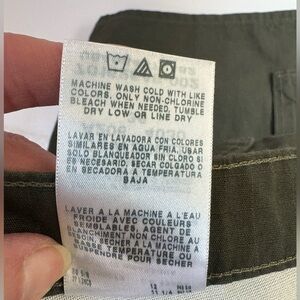 MACHINE WASH COLD WITH LIKE
COLORS, ONLY NON-CHLORINE
BLEACH WHEN NEEDED, TUMBLE
DRY LOW OR LINE DRY
LAVAR EN LAVADORA CON COLORES
SIMILARES EN AGUA FRIA, USAR
SOLO BLANQUEADOR SIN CLORO SI
ES NECESARIO, SECAR COLGADO O
EN SECADORA A TEMPERATURA
BAJA
LAVER A LA MACHINE A L'EAU
FROIDE AVEC COULEURS
SEMBLABLES, AGENT DE
BLANCHIMENT NON CHLORE AU
BESOIN, SECHER A LA MACHINE A
BASSE TEMPERATURE OU
SUSPENDRE POUR SECHER